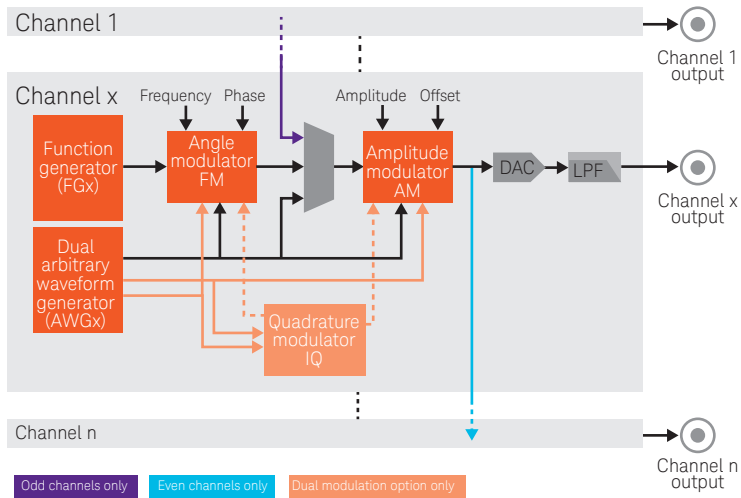 Channel 1
Channel 1
output
Channel x
Frequency
Phase
Amplitude
Offset
Function
generator
(FGx)
Angle
modulator
FM
Amplitude
modulator
AM
DAC
LPF
Channel x
output
Dual
arbitrary
waveform
generator
(AWGx)
Quadrature
modulator
IQ
Channel n
Channel n
output
Odd channels only
Even channels only
Dual modulation option only